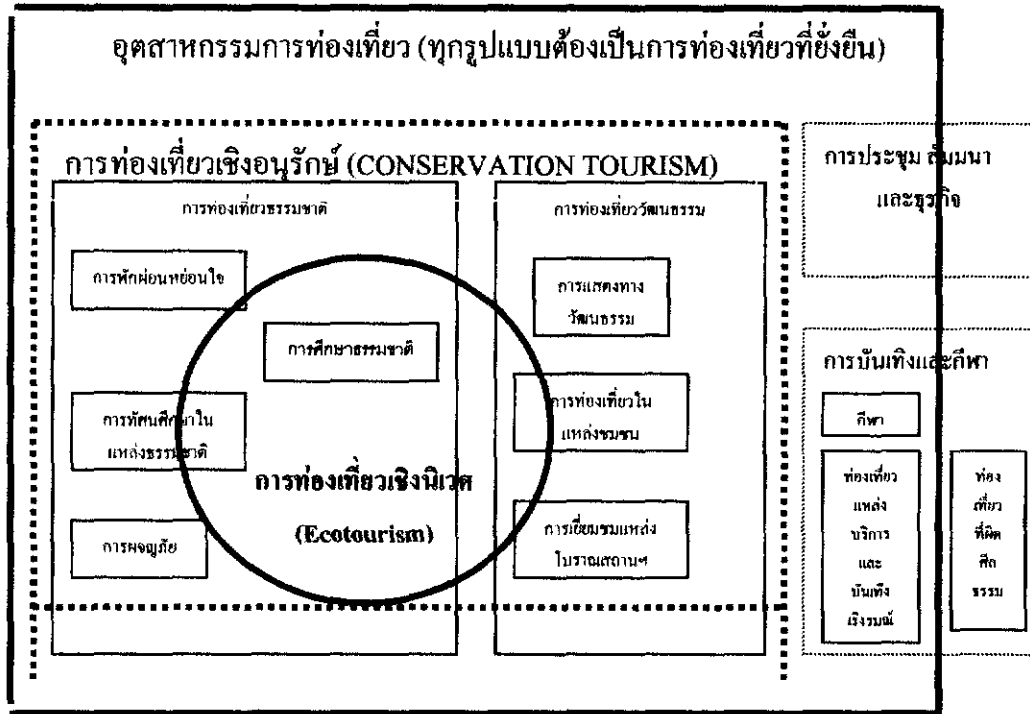 อุตสาหกรรมการท่องเที่ยว (ทุกรูปแบบต้องเป็นการท่องเที่ยวที่ยั่งยืน)
การท่องเที่ยวเชิงอนุรักษ์ (CONSERVATION TOURISM)
การท่องเที่ยวธรรมชาติ
การพักผ่อนหย่อนใจ
การศึกษาธรรมชาติ
การทัศนศึกษาใน
แหล่งธรรมชาติ
การท่องเที่ยวเชิงนิเวศ
(Ecotourism)
การผจญภัย
การท่องเที่ยววัฒนธรรม
การแสดงทาง
วัฒนธรรม
การท่องเที่ยวใน
แหล่งชุมชน
การเยี่ยมชมแหล่ง
โบราณสถานฯ
การประชุม สัมมนา
และธุรกิจ
การบันเทิงและกีฬา
กีฬา
ท่องเที่ยว
แหล่ง
บริการ
และ
บันเทิง
เริงรมณ์
ท่อง
เที่ยว
ที่ผิด
ศีล
ธรรม